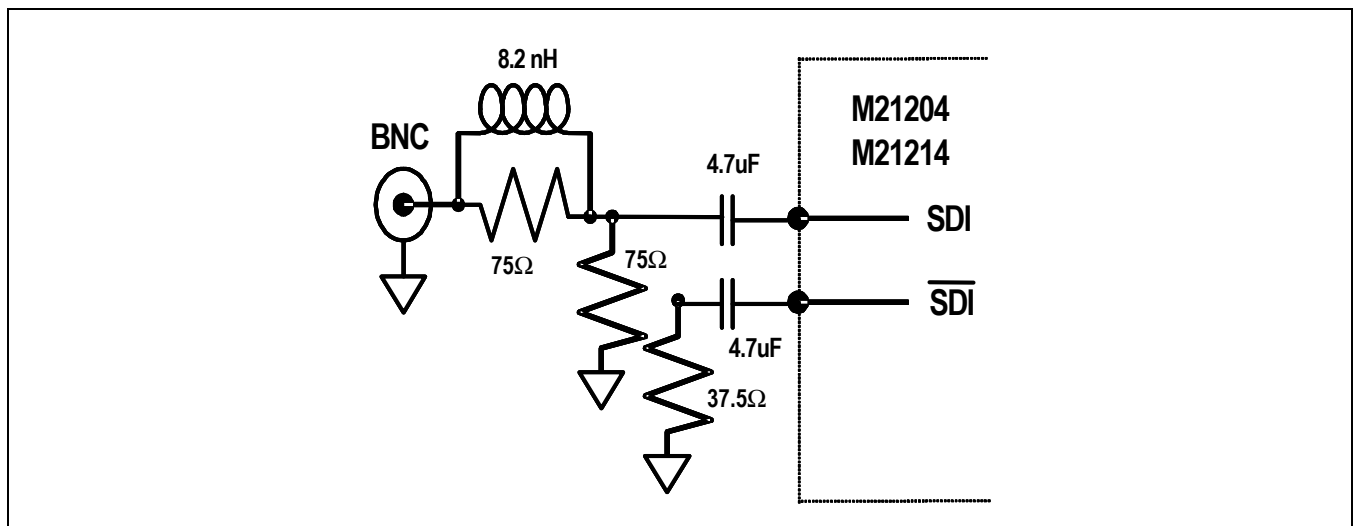 8.2 nH
BNC
M21204
M21214
4.7uF
SDI
75Ω
75Ω
SDI
4.7uF
37.5Ω